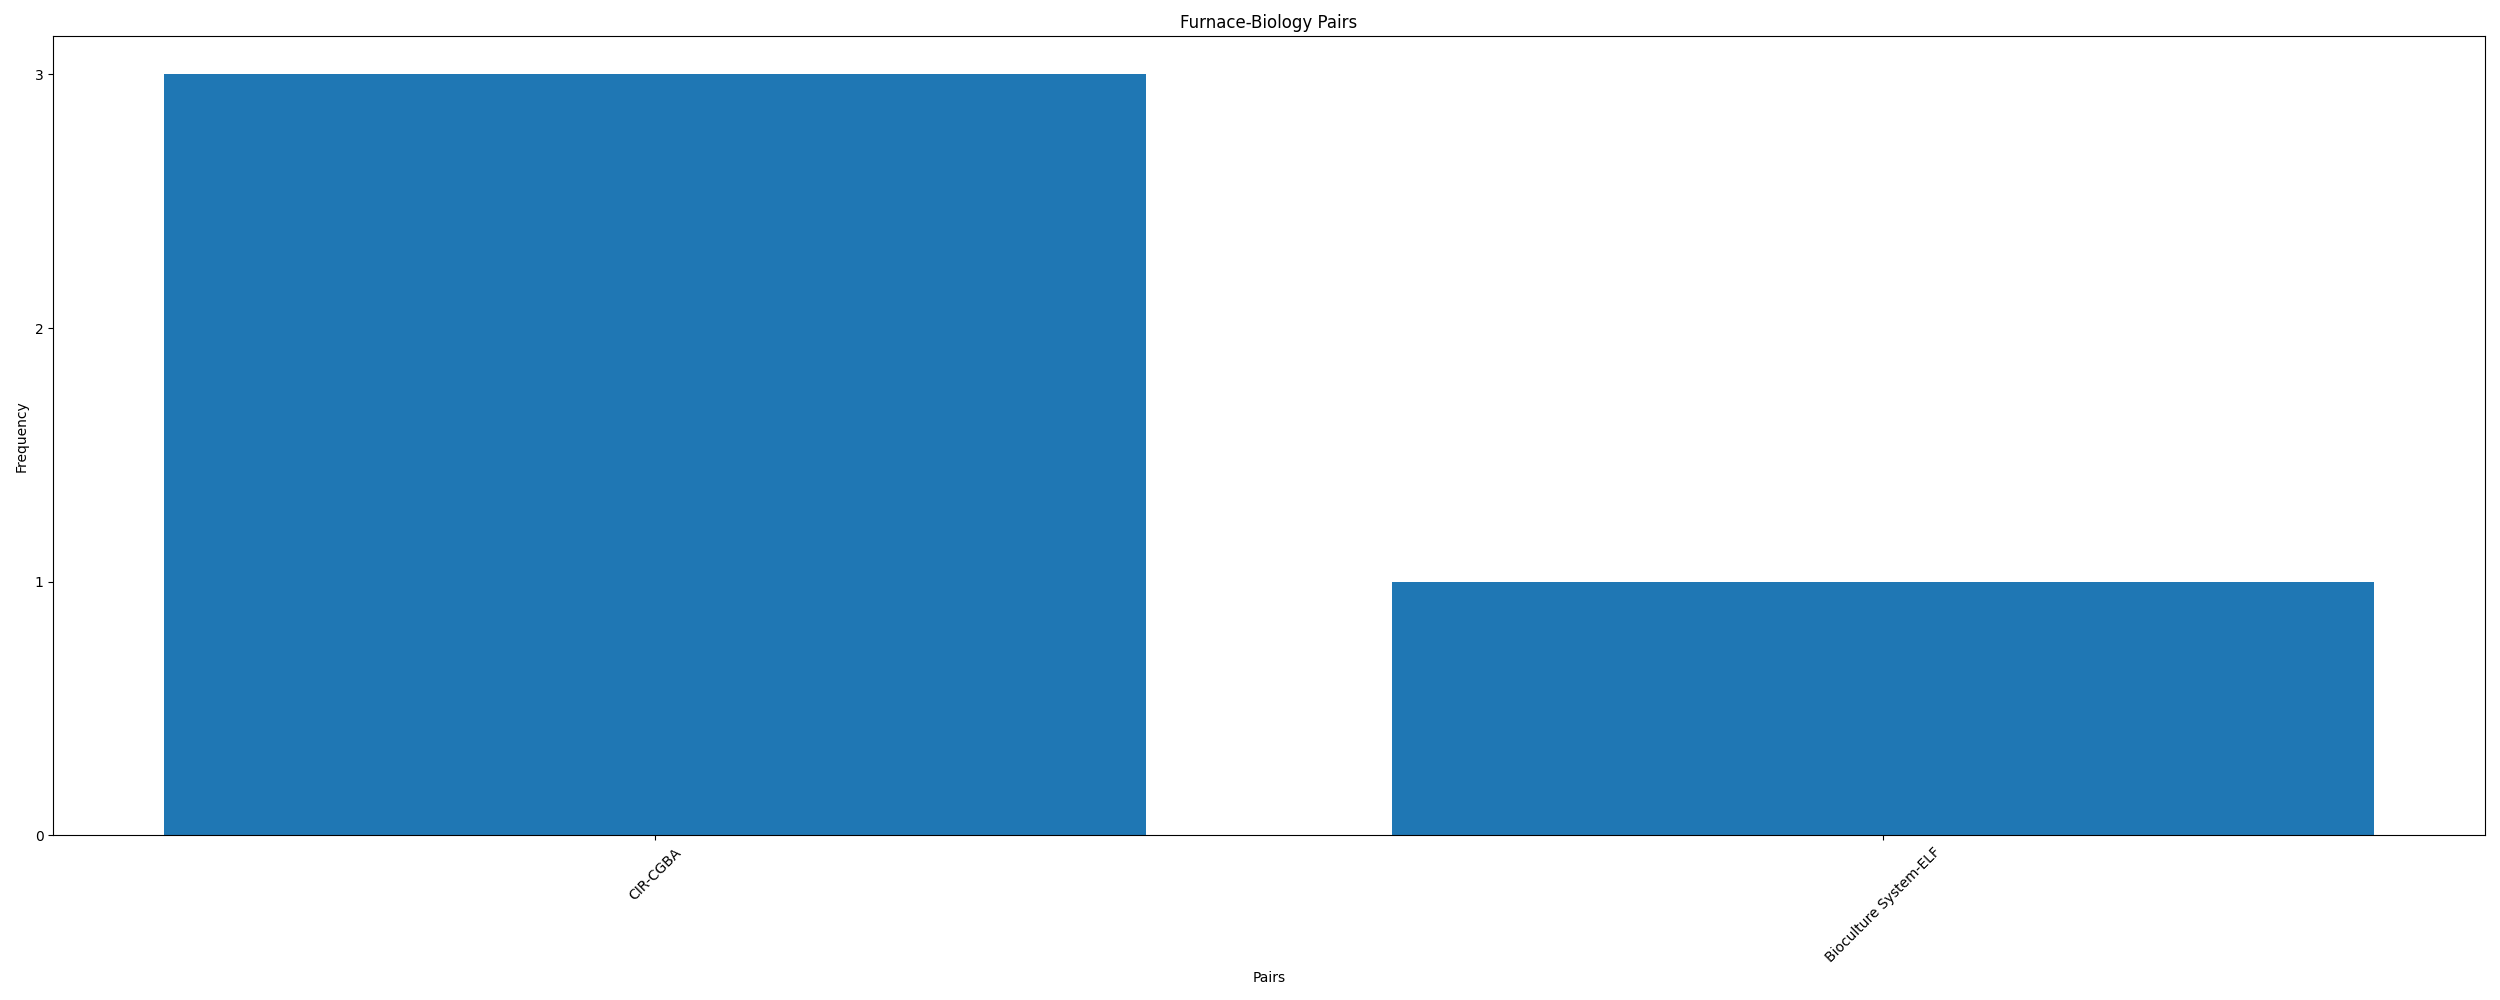 Furnace-Biology Pairs
3
2
1
0
Frequency
CIR-CGBA
Bioculture System-ELF
Pairs